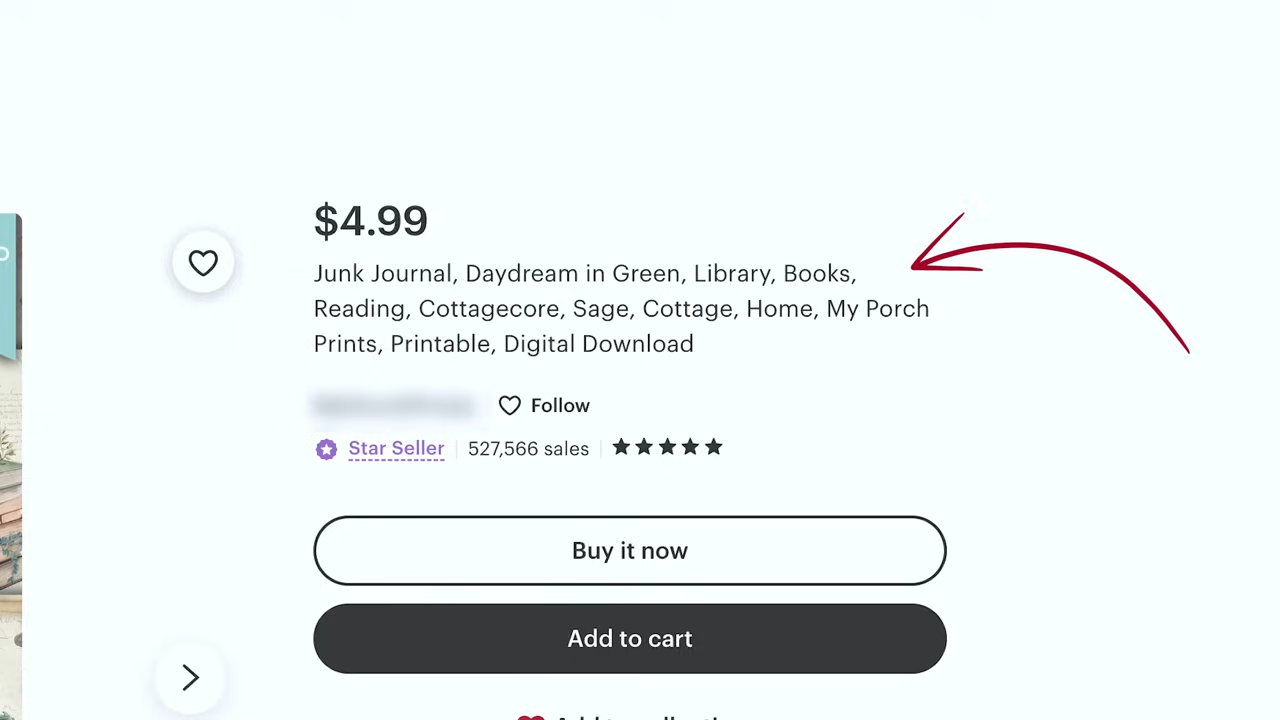 $4.99
Junk Journal, Daydream in Green, Library, Books,
Reading, Cottagecore, Sage, Cottage, Home, My Porch
Prints, Printable, Digital Download
Follow
Star Seller
527,566 sales
Buy it now
Add to cart